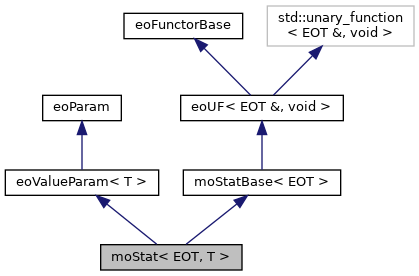 eoFunctorBase
std::unary_function
< EOT &, void >
eoParam
eoUF< EOT &, void >
eoValueParam< T >
moStatBase< EOT >
moStat< EOT, T >